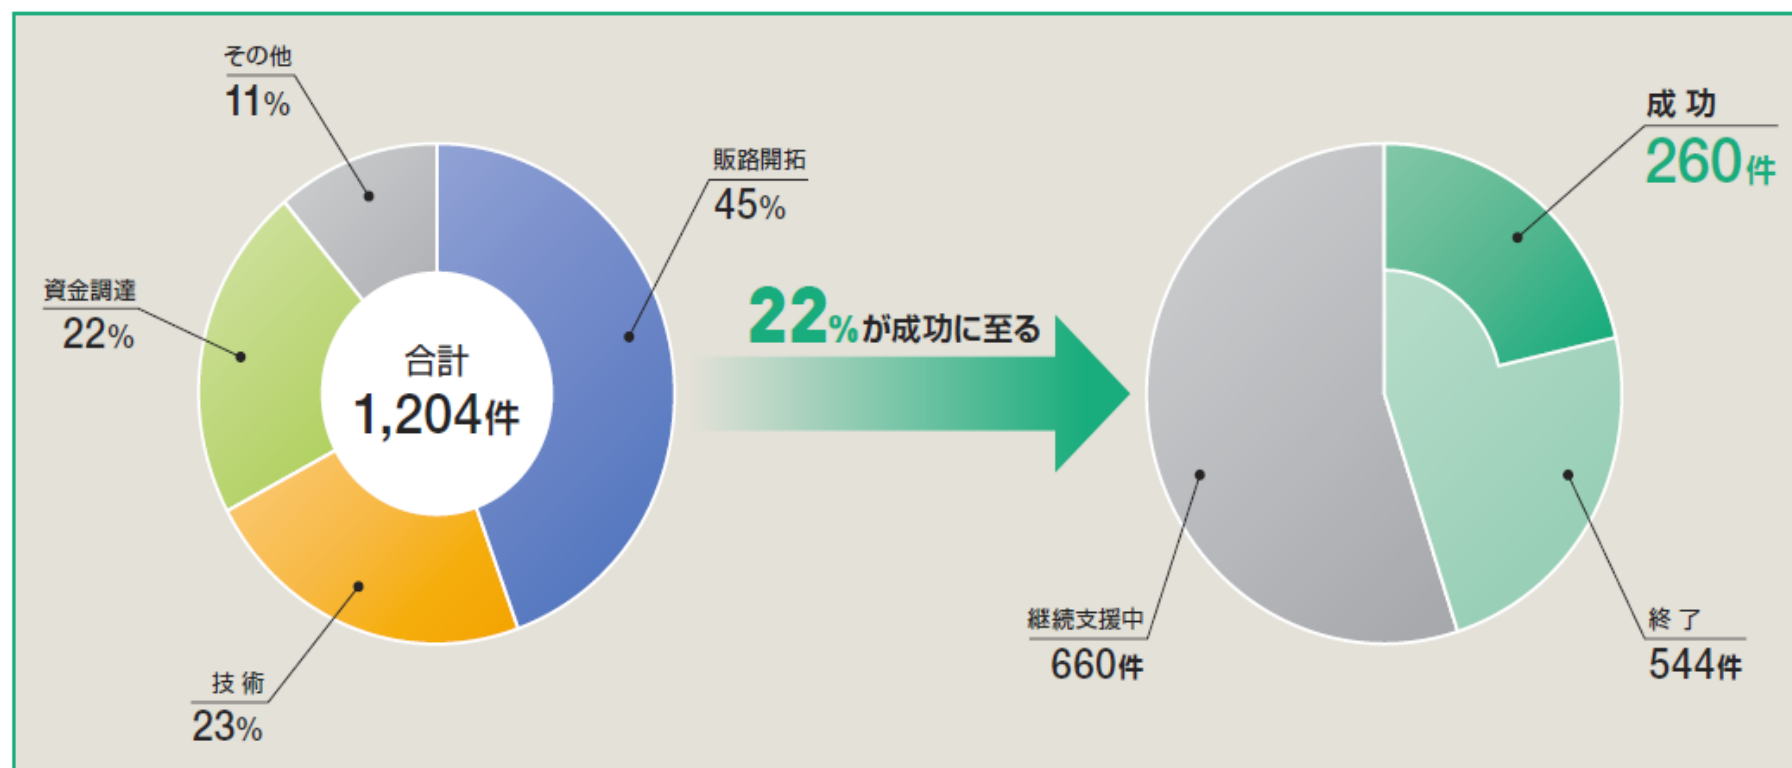 その他
11%
販路開拓
45%
資金調達
22%
合計
1,204件
技術
23%
22%が成功に至る
成功
260件
継続支援中
660件
終了
544件